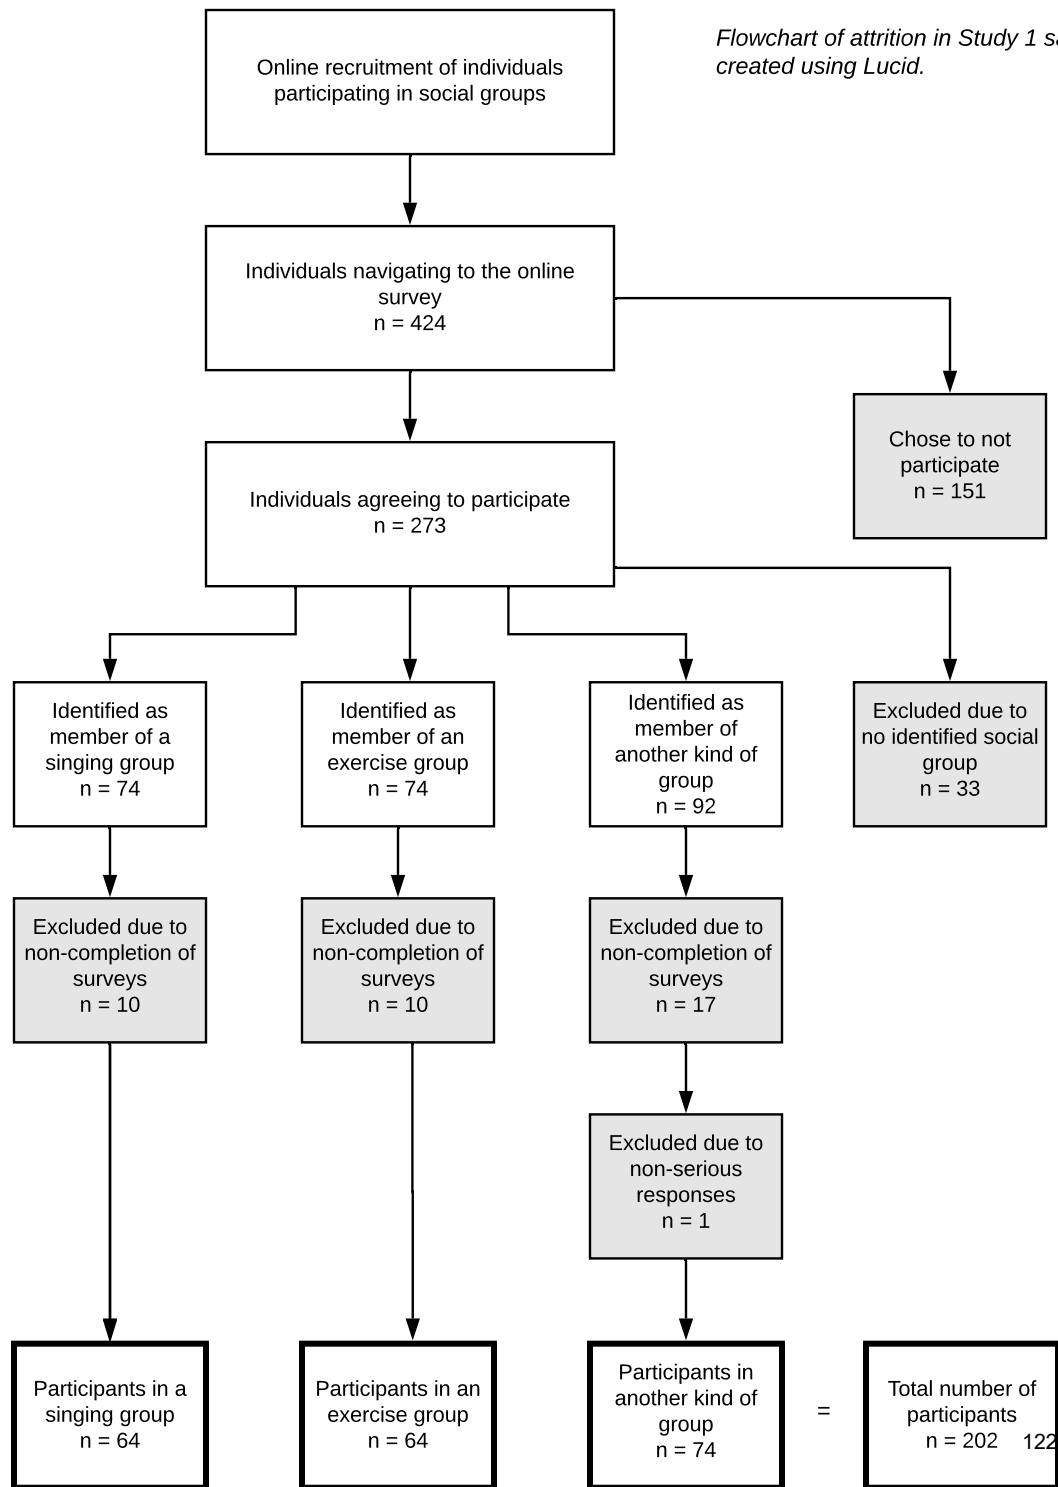 Flowchart of attrition in Study 1
created using Lucid.
Online recruitment of individuals
participating in social groups
Individuals navigating to the online
survey
n = 424
Chose to not
participate
n = 151
Individuals agreeing to participate
n = 273
Identified as
member of a
singing group
n = 74
Identified as
member of an
exercise group
n = 74
Identified as
member of
another kind of
group
n = 92
Excluded due to
no identified social
group
n = 33
Excluded due to
non-completion of
surveys
n = 10
Excluded due to
non-completion of
surveys
n = 10
Excluded due to
non-completion of
surveys
n = 17
Excluded due to
non-serious
responses
n = 1
Participants in a
singing group
n = 64
Participants in an
exercise group
n = 64
Participants in
another kind of
group
n = 74
=
Total number of
participants
n = 202
122